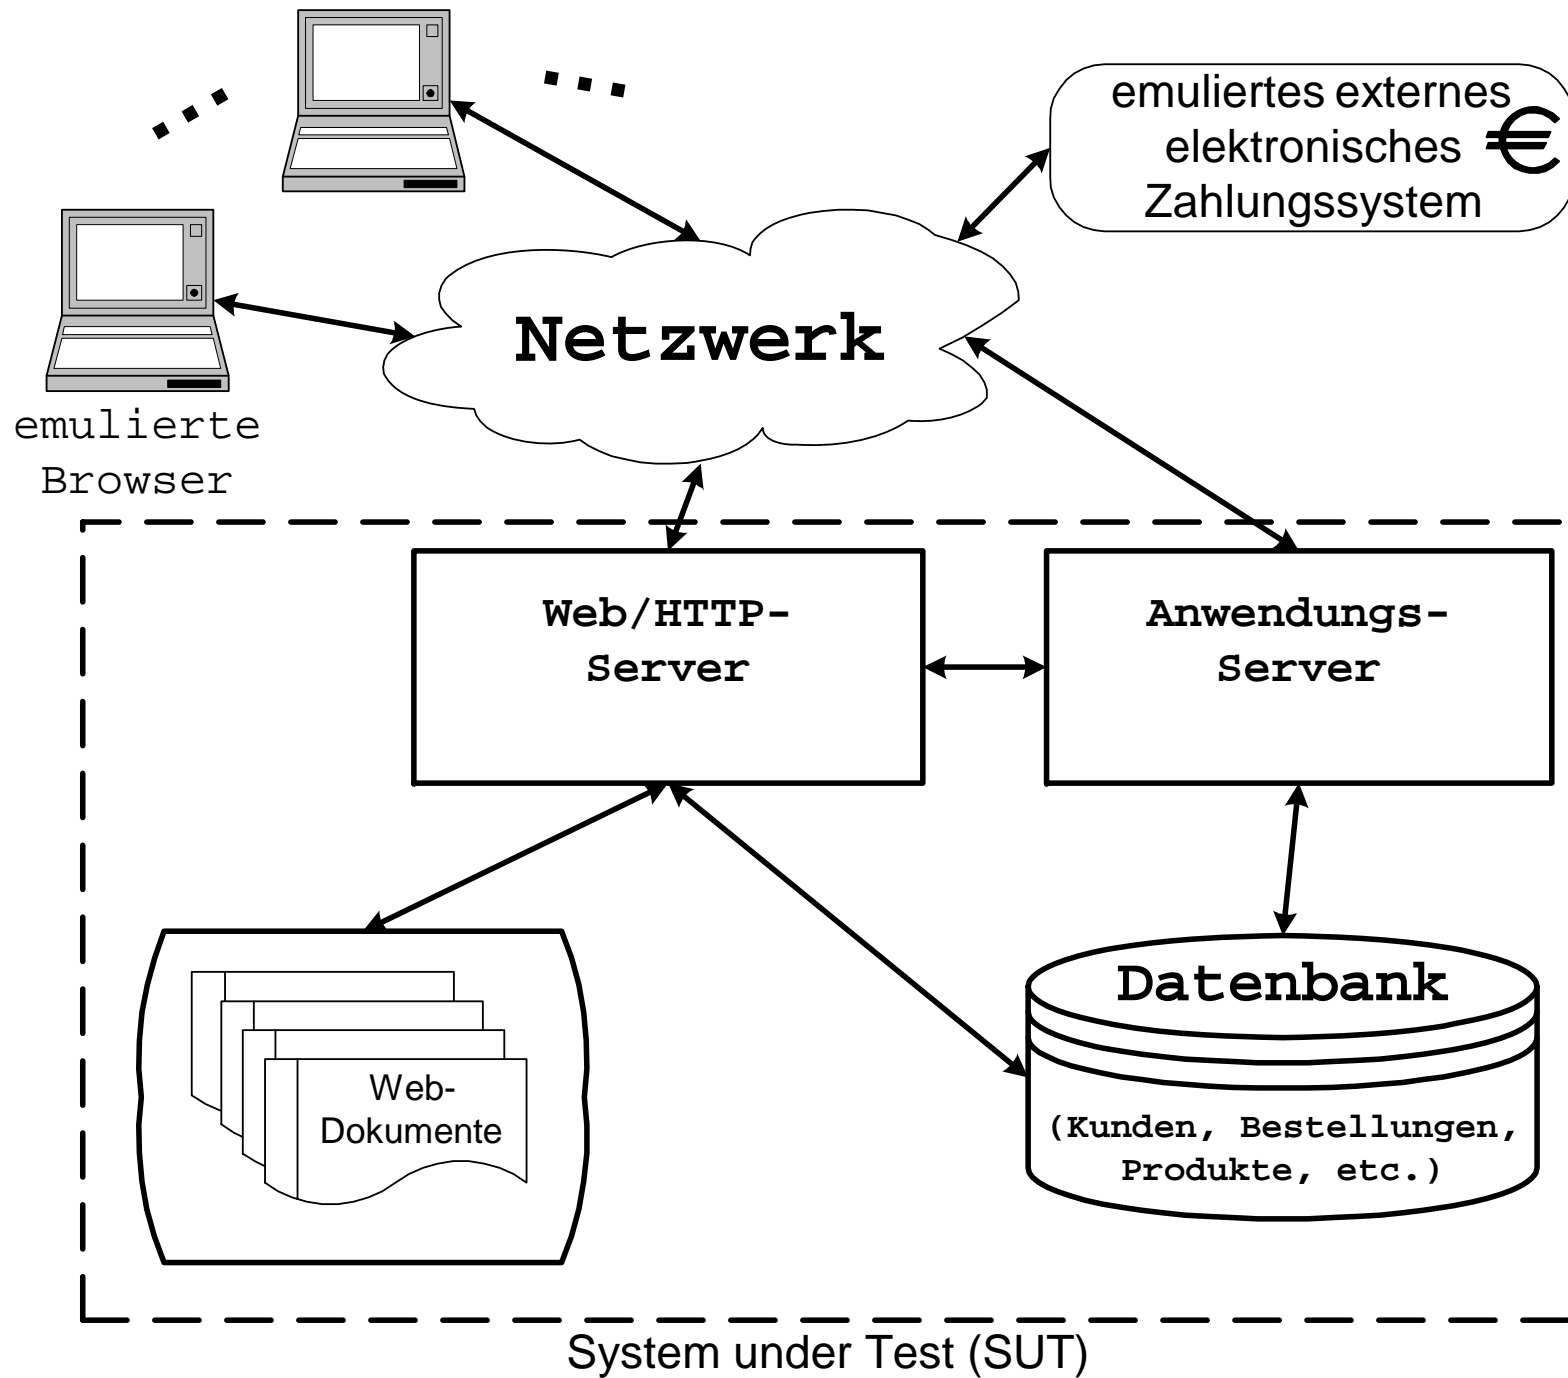 emuliertes externes
elektronisches €
Zahlungssystem
Netzwerk
emulierte
Browser
Web/HTTP-
Server
Anwendungs-
Server
Datenbank
(Kunden, Bestellungen,
Produkte, etc.)
Web-
Dokumente
System under Test (SUT)